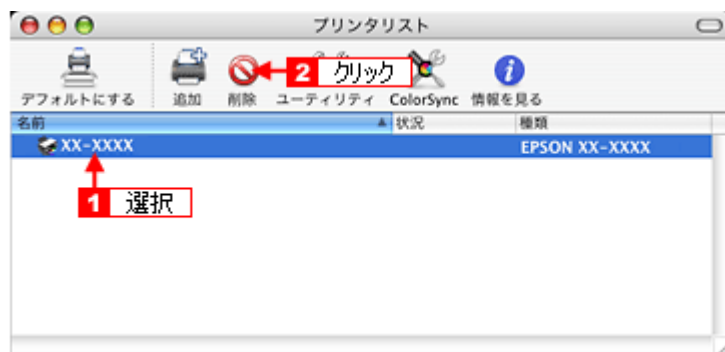 プリンタリスト
2 クリック
デフォルトにする 追加 削除 ユーティリティ ColorSync 情報を見る
名前 状況 種類
XX-XXXX EPSON XX-XXXX
1 選択